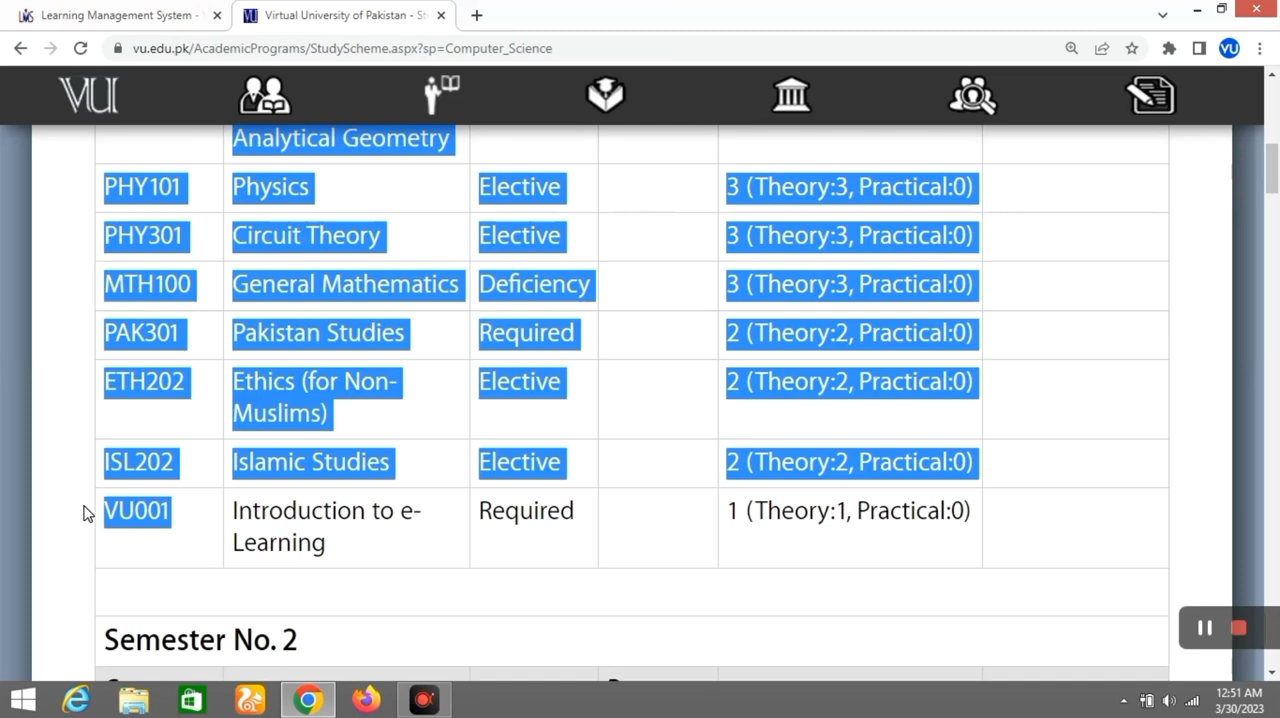 Learning Management System -
Virtual University of Pakistan - St
vu.edu.pk/AcademicPrograms/StudyScheme.aspx?sp=Computer_Science
VU
VU
Analytical Geometry
PHY101 Physics Elective 3 (Theory:3, Practical:0)
PHY301 Circuit Theory Elective 3 (Theory:3, Practical:0)
MTH100 General Mathematics Deficiency 3 (Theory:3, Practical:0)
PAK301 Pakistan Studies Required 2 (Theory:2, Practical:0)
ETH202 Ethics (for Non- Elective 2 (Theory:2, Practical:0)
Muslims)
ISL202 Islamic Studies Elective 2 (Theory:2, Practical:0)
VU001 Introduction to e- Required 1 (Theory:1, Practical:0)
Learning
Semester No. 2
12:51 AM
3/30/2023